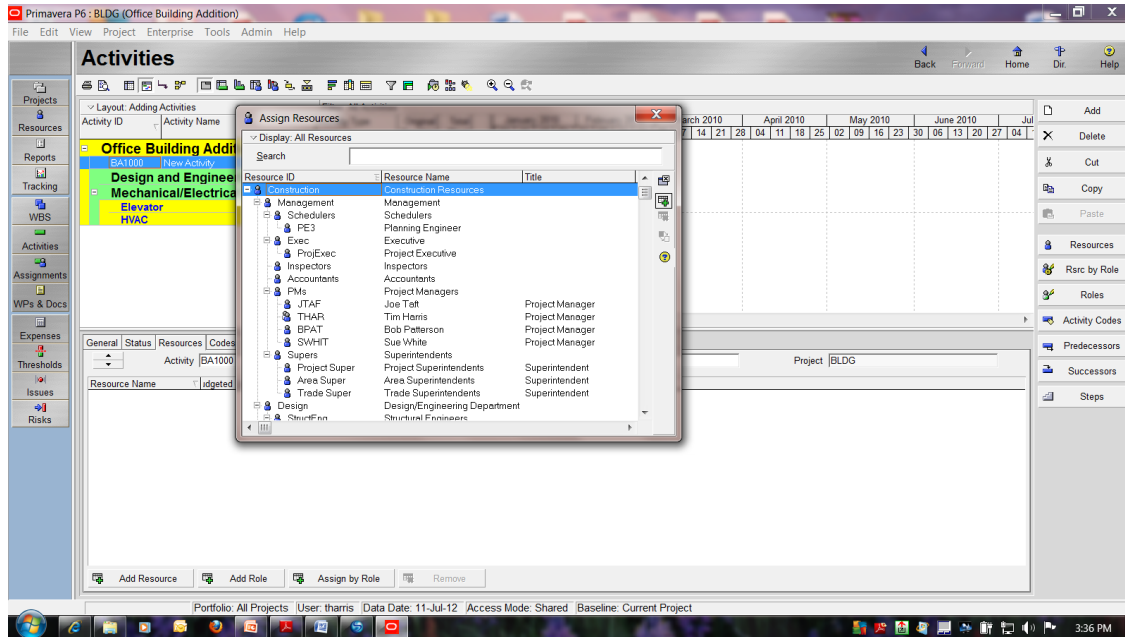 Primavera P6 : BLDG (Office Building Addition)
File Edit View Project Enterprise Tools Admin Help
Activities
Back Forward Home Dir. Help
Projects
Resources
Reports
Tracking
WBS
Activities
Assignments
WPs & Docs
Expenses
Thresholds
Issues
Risks
Layout: Adding Activities
Activity ID Activity Name
Office Building Addit
BA1000 New Activity
Design and Engineer
Mechanical/Electrica
Elevator
HVAC
Assign Resources
Display: All Resources
Search
Resource ID Resource Name Title
Construction Construction Resources
Management Management
Schedulers Schedulers
PE3 Planning Engineer
Exec Executive
ProjExec Project Executive
Inspectors Inspectors
Accountants Accountants
PMs Project Managers
JTAF Joe Taft Project Manager
THAR Tim Harris Project Manager
BPAT Bob Patterson Project Manager
SWHIT Sue White Project Manager
Supers Superintendents
Project Super Project Superintendents Superintendent
Area Super Area Superintendents Superintendent
Trade Super Trade Superintendents Superintendent
Design Design/Engineering Department
StructEng Structural Engineers
arch 2010 April 2010 May 2010 June 2010 Jul
7 14 21 28 04 11 18 25 02 09 16 23 30 06 13 20 27 04
Add
Delete
Cut
Copy
Paste
Resources
Rsrc by Role
Roles
Activity Codes
Predecessors
Successors
Steps
General Status Resources Codes
Activity BA1000 Project BLDG
Resource Name idgeted
Add Resource Add Role Assign by Role Remove
Portfolio: All Projects User: tharris Data Date: 11-Jul-12 Access Mode: Shared Baseline: Current Project
3:36 PM